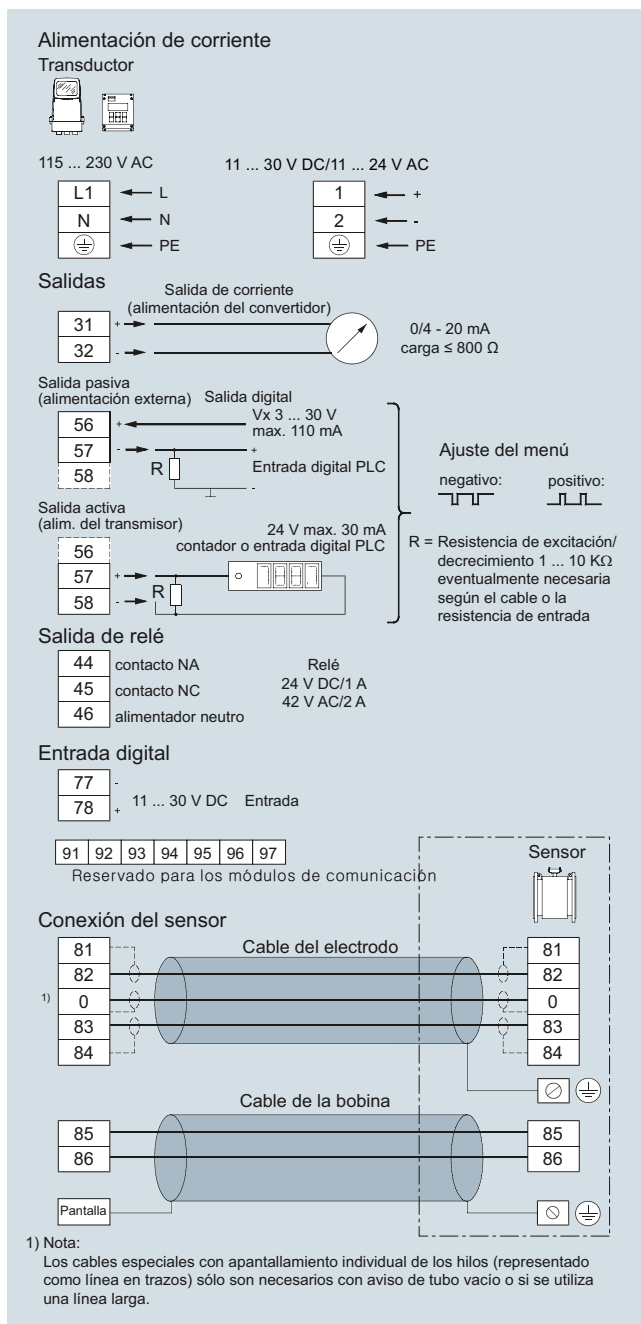 Alimentación de corriente
Transductor
115 ... 230 V AC
11 ... 30 V DC/11 ... 24 V AC
L1 L
N N
PE
1 +
2 -
PE
Salidas
Salida de corriente
(alimentación del convertidor)
31 +
32 -
0/4 - 20 mA
carga ≤ 800 Ω
Salida pasiva
(alimentación externa)
Salida digital
56 +
57 -
58
Vx 3 ... 30 V
max. 110 mA
+
R
Entrada digital PLC
-
Ajuste del menú
negativo: positivo:
Salida activa
(alim. del transmisor)
24 V max. 30 mA
contador o entrada digital PLC
56
57 +
58 -
R
R = Resistencia de excitación/
decrecimiento 1 ... 10 KΩ
eventualmente necesaria
según el cable o la
resistencia de entrada
Salida de relé
44 contacto NA
45 contacto NC
46 alimentador neutro
Relé
24 V DC/1 A
42 V AC/2 A
Entrada digital
77 -
78 +
11 ... 30 V DC Entrada
91 92 93 94 95 96 97
Reservado para los módulos de comunicación
Sensor
Conexión del sensor
Cable del electrodo
81 81
82 82
1) 0 0
83 83
84 84
Cable de la bobina
85 85
86 86
Pantalla
1) Nota:
Los cables especiales con apantallamiento individual de los hilos (representado
como línea en trazos) sólo son necesarios con aviso de tubo vacío o si se utiliza
una línea larga.